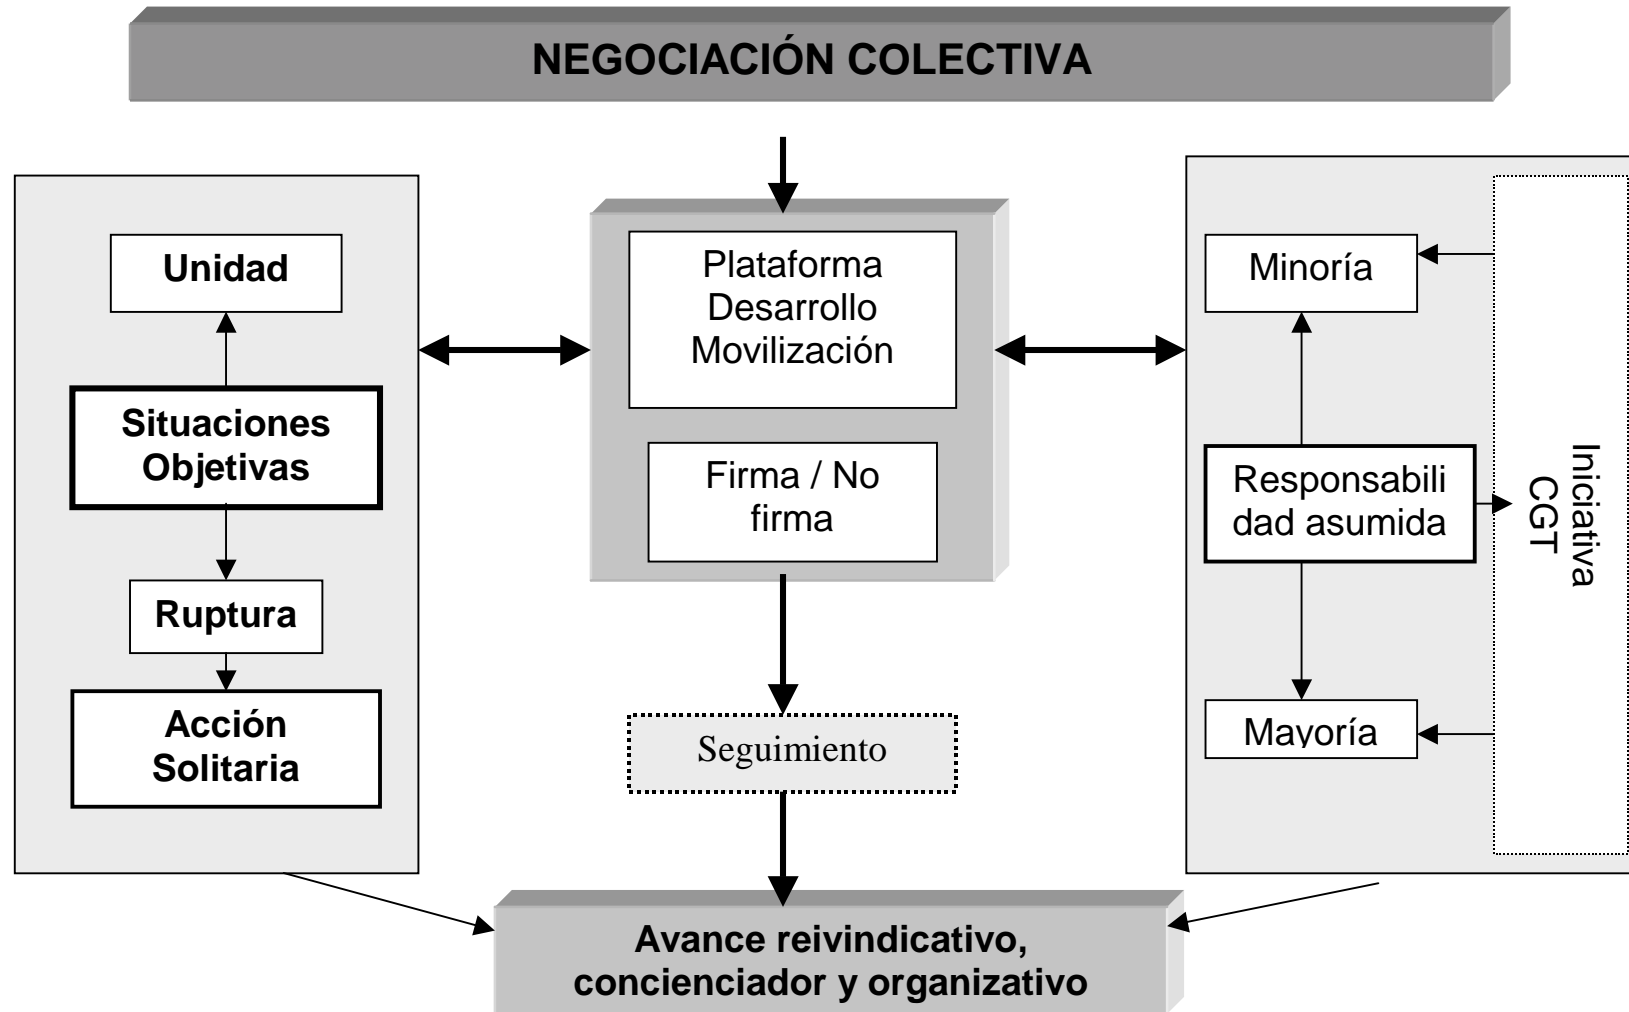 NEGOCIACIÓN COLECTIVA
Unidad
Situaciones
Objetivas
Ruptura
Acción
Solitaria
Plataforma
Desarrollo
Movilización
Firma / No
firma
Seguimiento
Minoría
Responsabili
dad asumida
Mayoría
Iniciativa
CGT
Avance reivindicativo,
concienciador y organizativo